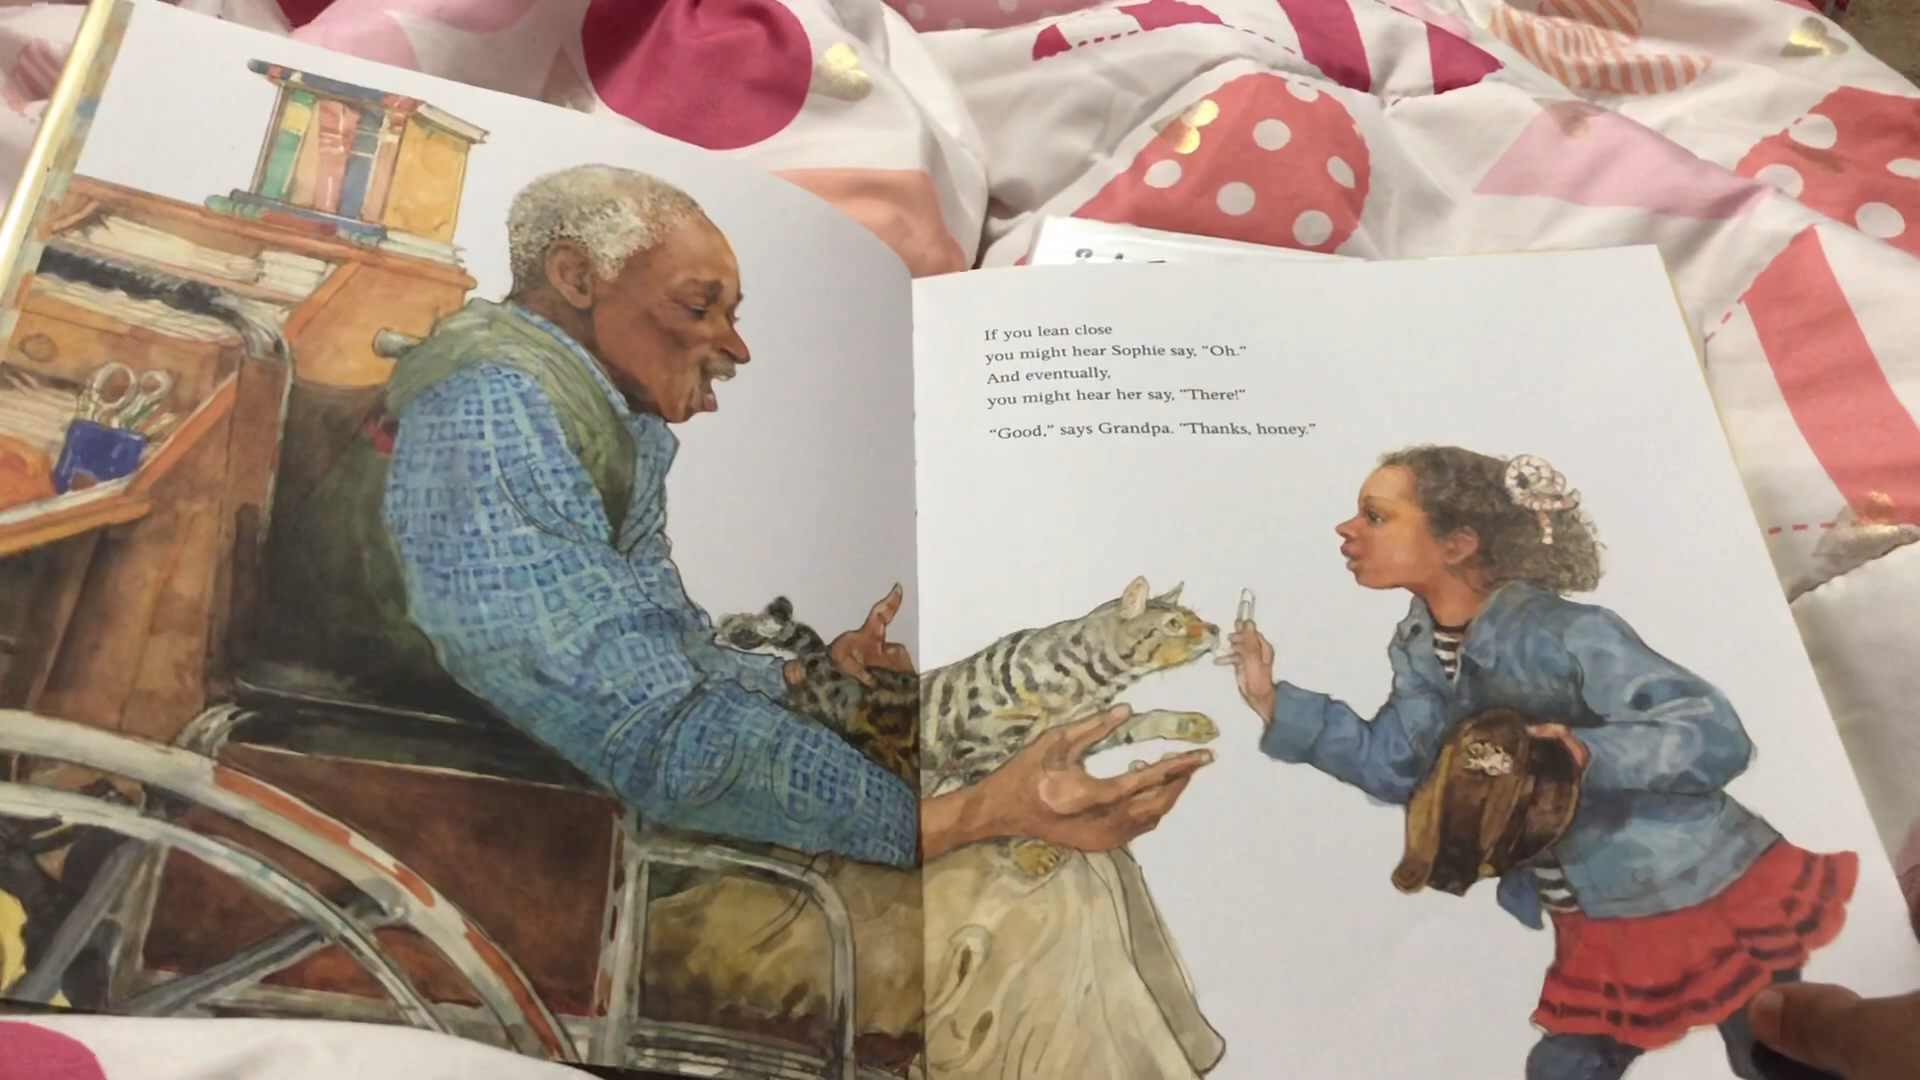 If you lean close
you might hear Sophie say, "Oh."
And eventually,
you might hear her say, "There!"
"Good," says Grandpa. "Thanks, honey."